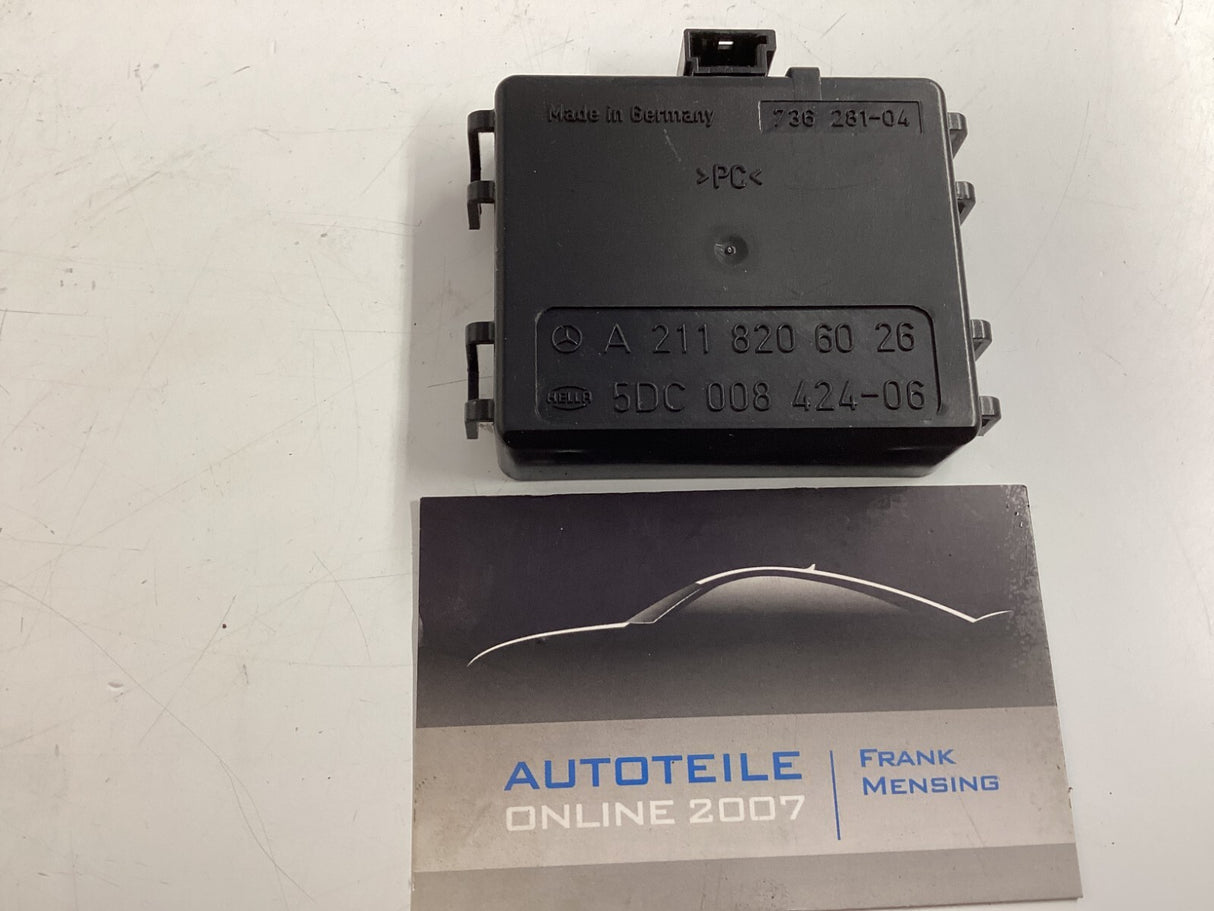 Made in Germany
736 281-04
>PC<
A 211 820 60 26
HELLA
5DC 008 424-06
AUTOTEILE
ONLINE 2007
FRANK
MENSING